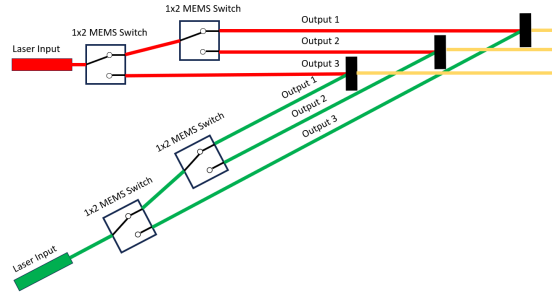 1x2 MEMS Switch
1x2 MEMS Switch
Laser Input
Output 1
Output 2
Output 3
Output 1
Output 2
Output 3
1x2 MEMS Switch
1x2 MEMS Switch
Laser Input